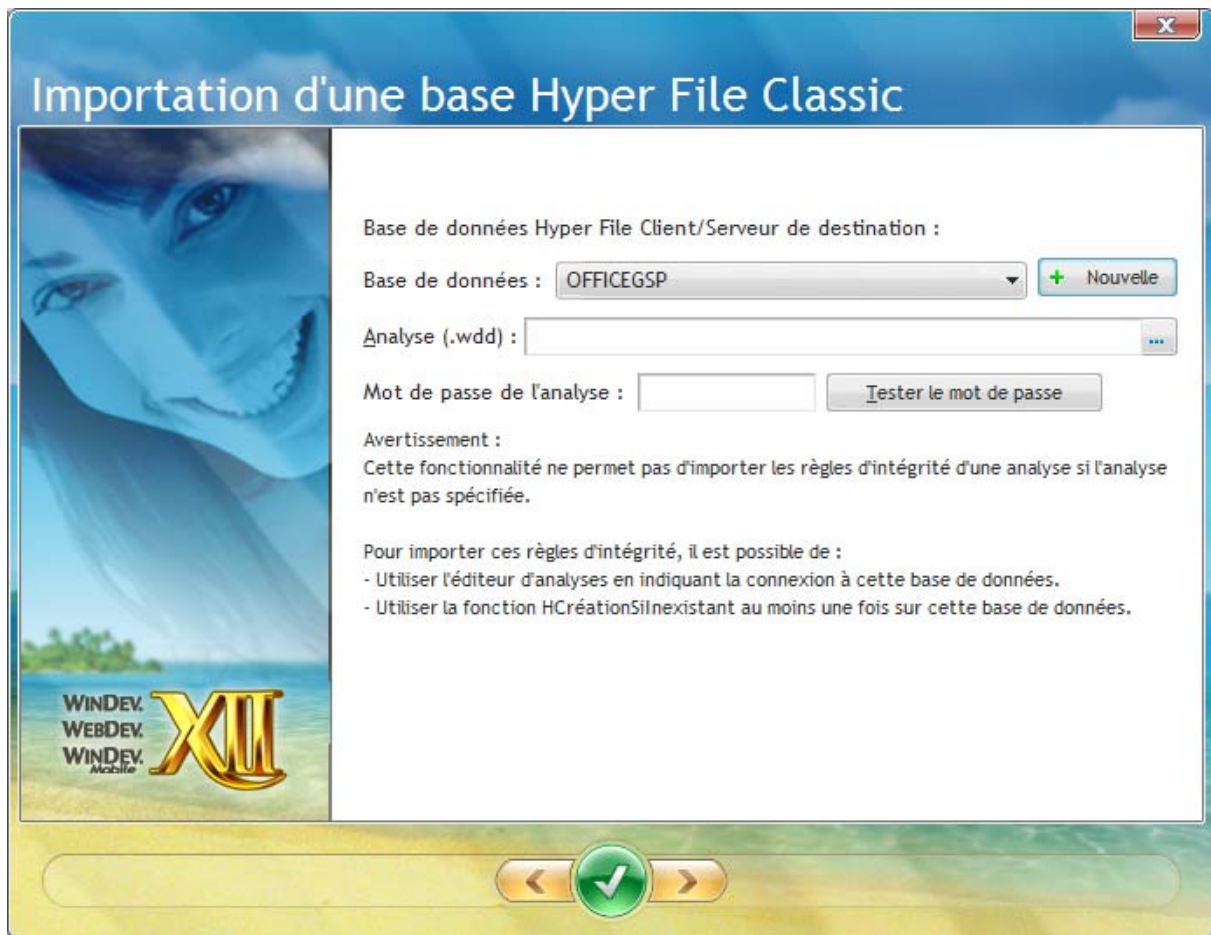 x
Importation d'une base Hyper File Classic
Base de données Hyper File Client/Serveur de destination :
Base de données : OFFICEGSP + Nouvelle
Analyse (.wdd) : ...
Mot de passe de l'analyse : Tester le mot de passe
Avertissement :
Cette fonctionnalité ne permet pas d'importer les règles d'intégrité d'une analyse si l'analyse
n'est pas spécifiée.
Pour importer ces règles d'intégrité, il est possible de :
- Utiliser l'éditeur d'analyses en indiquant la connexion à cette base de données.
- Utiliser la fonction HCréationSiInexistant au moins une fois sur cette base de données.
WINDEV.
WEBDEV.
WINDEV.
Mobile
XII